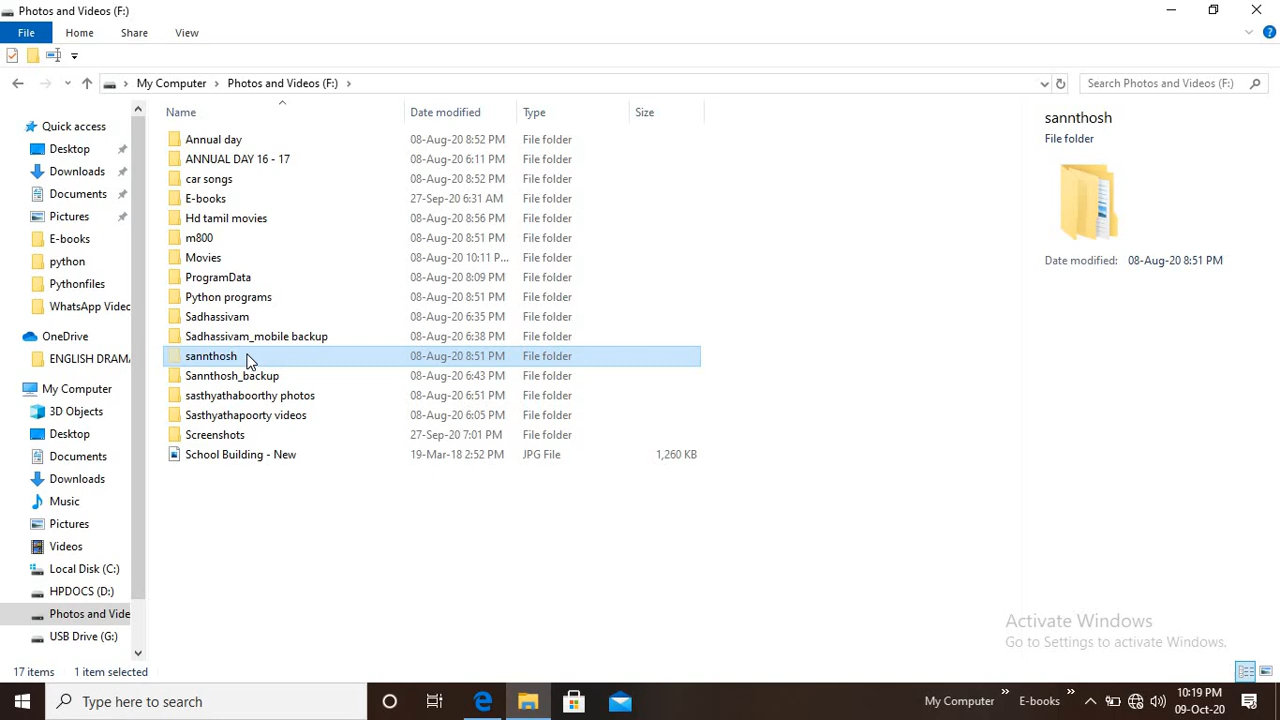 Photos and Videos (F:)
File Home Share View
My Computer Photos and Videos (F:) Search Photos and Videos (F:)
Name Date modified Type Size
Quick access
Desktop
Downloads
Documents
Pictures
E-books
python
Pythonfiles
WhatsApp Videc
OneDrive
ENGLISH DRAM
My Computer
3D Objects
Desktop
Documents
Downloads
Music
Pictures
Videos
Local Disk (C:)
HPDOCS (D:)
Photos and Vide
USB Drive (G:)
Annual day 08-Aug-20 8:52 PM File folder
ANNUAL DAY 16 - 17 08-Aug-20 6:11 PM File folder
car songs 08-Aug-20 8:52 PM File folder
E-books 27-Sep-20 6:31 AM File folder
Hd tamil movies 08-Aug-20 8:56 PM File folder
m800 08-Aug-20 8:51 PM File folder
Movies 08-Aug-20 10:11 P... File folder
ProgramData 08-Aug-20 8:09 PM File folder
Python programs 08-Aug-20 8:51 PM File folder
Sadhassivam 08-Aug-20 6:35 PM File folder
Sadhassivam_mobile backup 08-Aug-20 6:38 PM File folder
sannthosh 08-Aug-20 8:51 PM File folder
Sannthosh_backup 08-Aug-20 6:43 PM File folder
sasthyathaboorthy photos 08-Aug-20 6:51 PM File folder
Sasthyathapoorty videos 08-Aug-20 6:05 PM File folder
Screenshots 27-Sep-20 7:01 PM File folder
School Building - New 19-Mar-18 2:52 PM JPG File 1,260 KB
sannthosh
File folder
Date modified: 08-Aug-20 8:51 PM
Activate Windows
Go to Settings to activate Windows.
17 items 1 item selected
Type here to search
My Computer » E-books » 10:19 PM
09-Oct-20